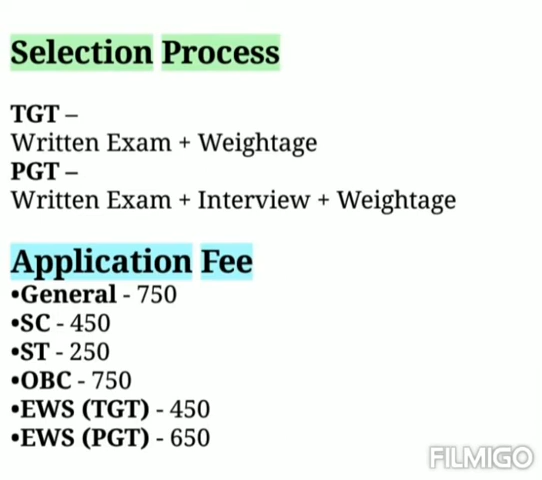 Selection Process
TGT –
Written Exam + Weightage
PGT –
Written Exam + Interview + Weightage
Application Fee
•General - 750
•SC - 450
•ST - 250
•OBC - 750
•EWS (TGT) - 450
•EWS (PGT) - 650
FILMIGO